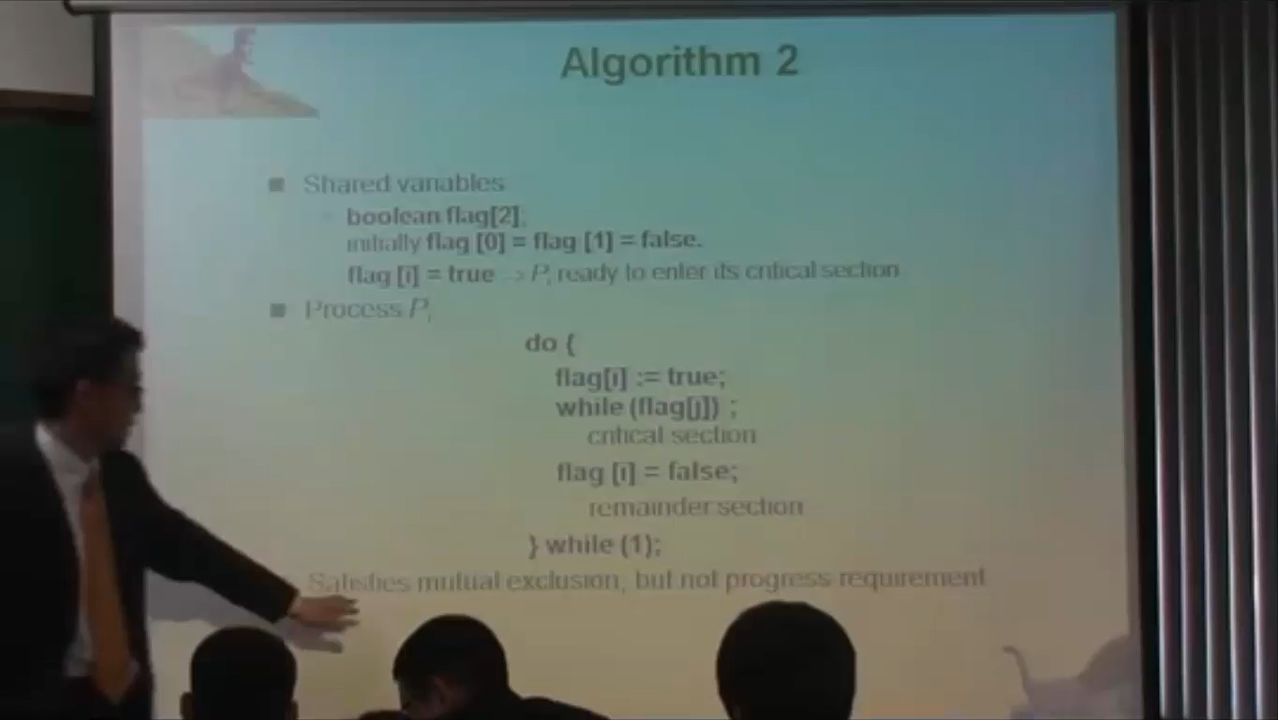 Algorithm 2
Shared variables
boolean flag[2];
initially flag [0] = flag [1] = false.
flag [i] = true → Pi ready to enter its critical section
Process Pi
do {
flag[i] := true;
while (flag[j]) ;
critical section
flag [i] = false;
remainder section
} while (1);
Satisfies mutual exclusion, but not progress requirement